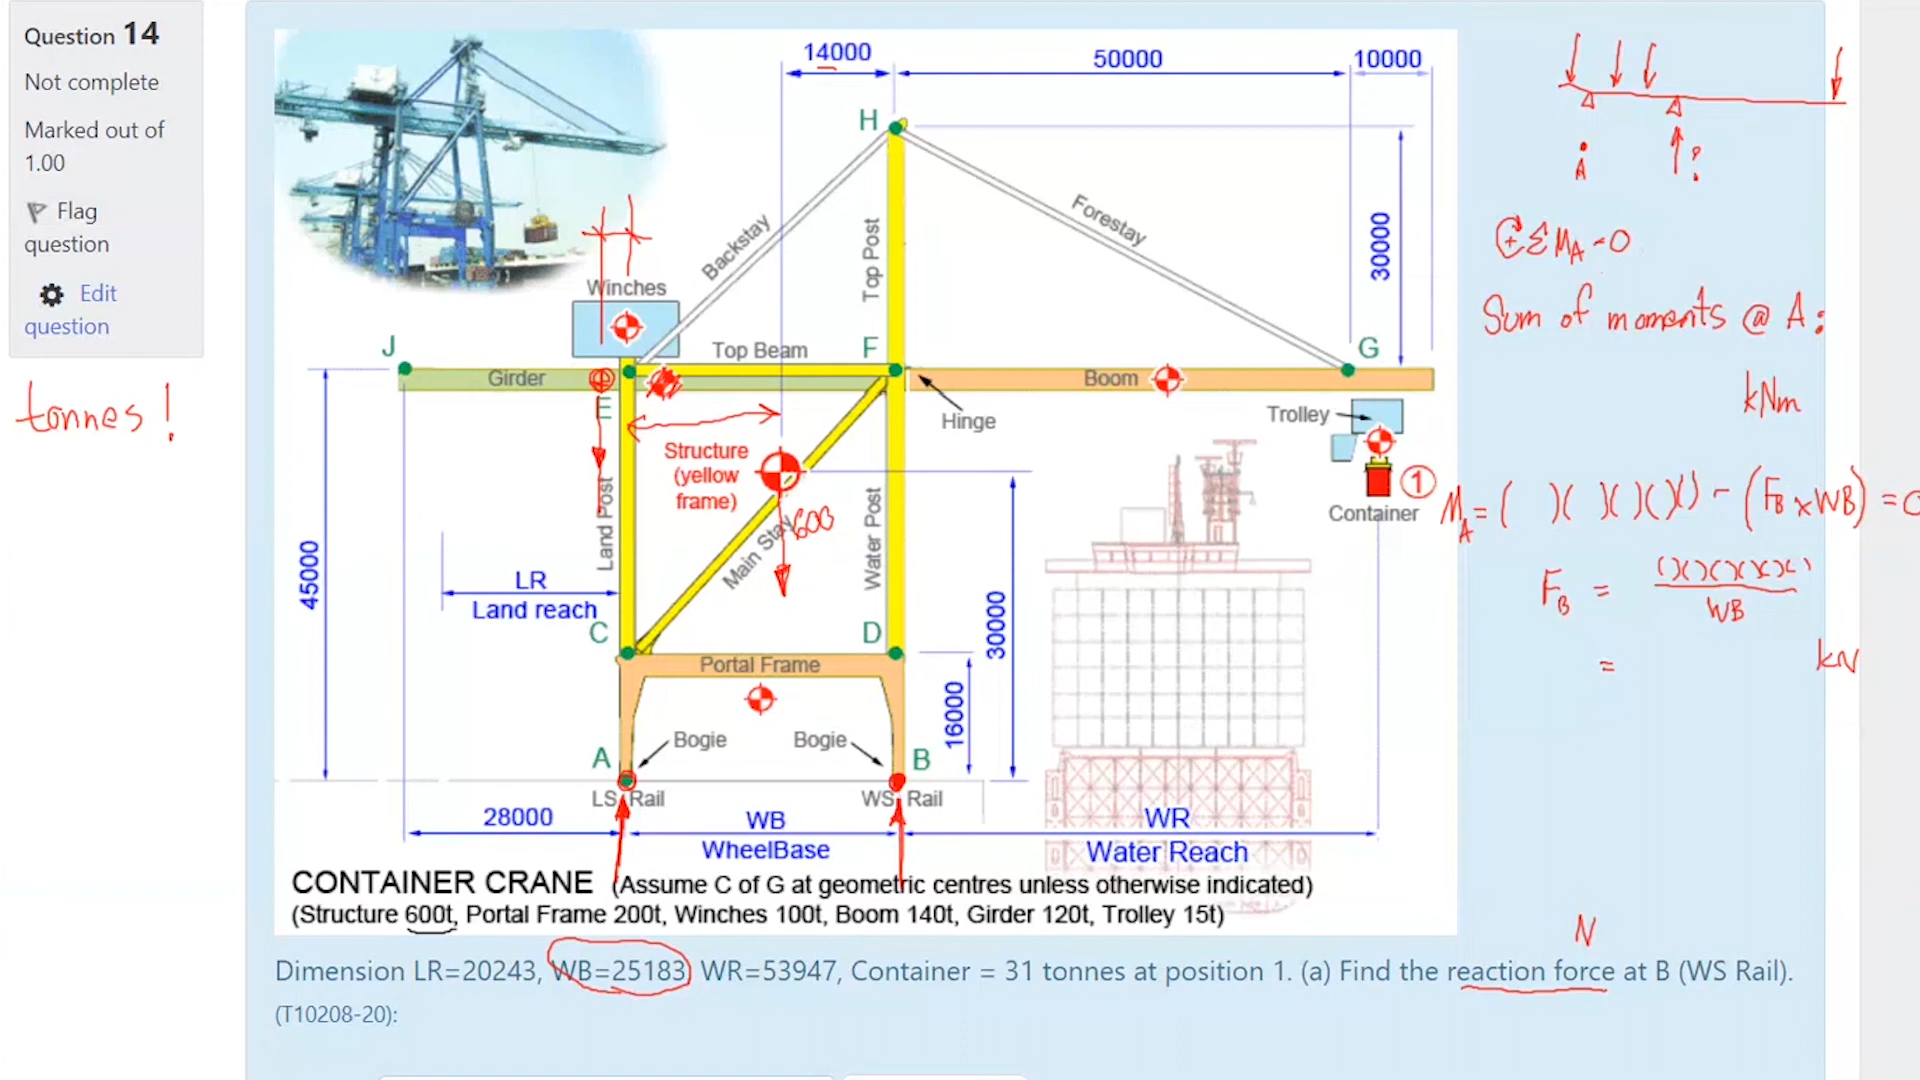 Question 14
Not complete
Marked out of
1.00
Flag
question
Edit
question
tonnes !
14000
50000
10000
H
Backstay
Top Post
Forestay
30000
Winches
J
Top Beam
F
G
Girder
E
Boom
Hinge
Trolley
Structure
(yellow
frame)
1
Container
600
Land Post
Main Stay
Water Post
45000
LR
Land reach
C
D
Portal Frame
30000
16000
Bogie
Bogie
A
B
LS Rail
WS Rail
28000
WB
WheelBase
WR
Water Reach
CONTAINER CRANE (Assume C of G at geometric centres unless otherwise indicated)
(Structure 600t, Portal Frame 200t, Winches 100t, Boom 140t, Girder 120t, Trolley 15t)
A
?
+ Σ MA = 0
Sum of moments @ A :
kNm
MA = ( )( )( )( )( ) - (FB x WB) = 0
FB = ( )( )( )( )( )( )
WB
= kN
N
Dimension LR=20243, WB=25183, WR=53947, Container = 31 tonnes at position 1. (a) Find the reaction force at B (WS Rail).
(T10208-20):